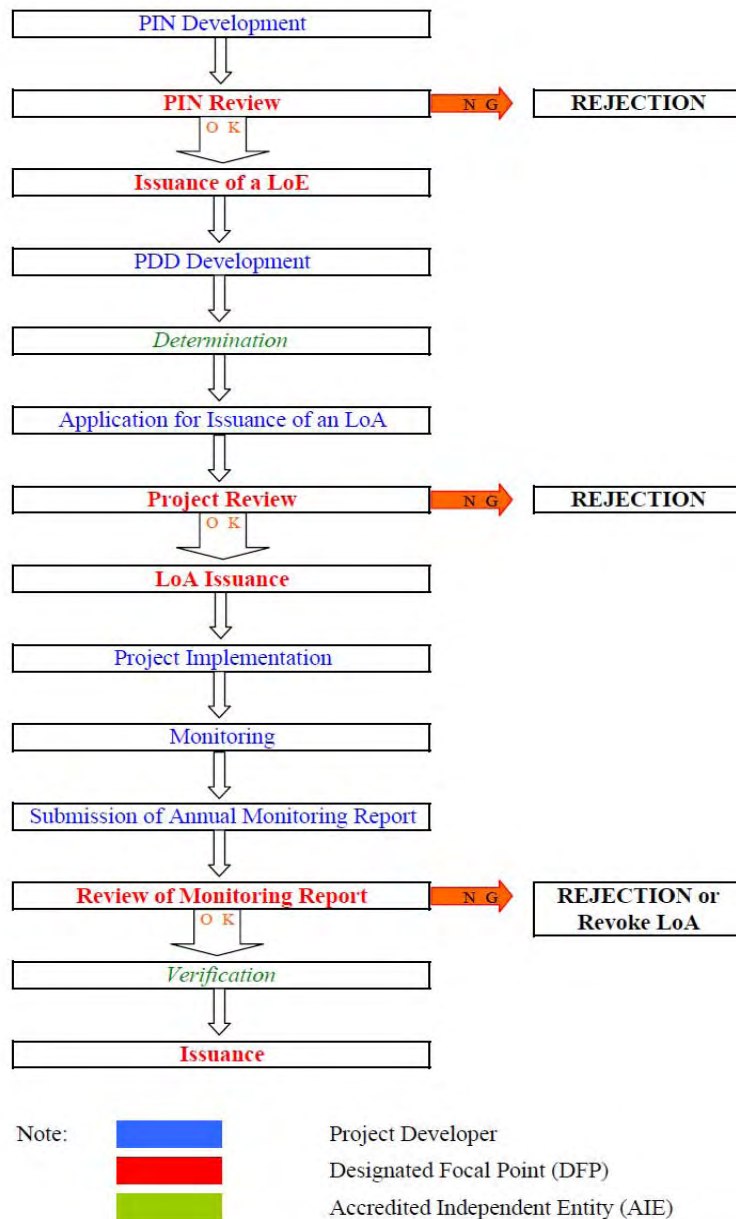 PIN Development
PIN Review
N G
REJECTION
O K
Issuance of a LoE
PDD Development
Determination
Application for Issuance of an LoA
Project Review
N G
REJECTION
O K
LoA Issuance
Project Implementation
Monitoring
Submission of Annual Monitoring Report
Review of Monitoring Report
N G
REJECTION or
Revoke LoA
O K
Verification
Issuance
Note:
Project Developer
Designated Focal Point (DFP)
Accredited Independent Entity (AIE)